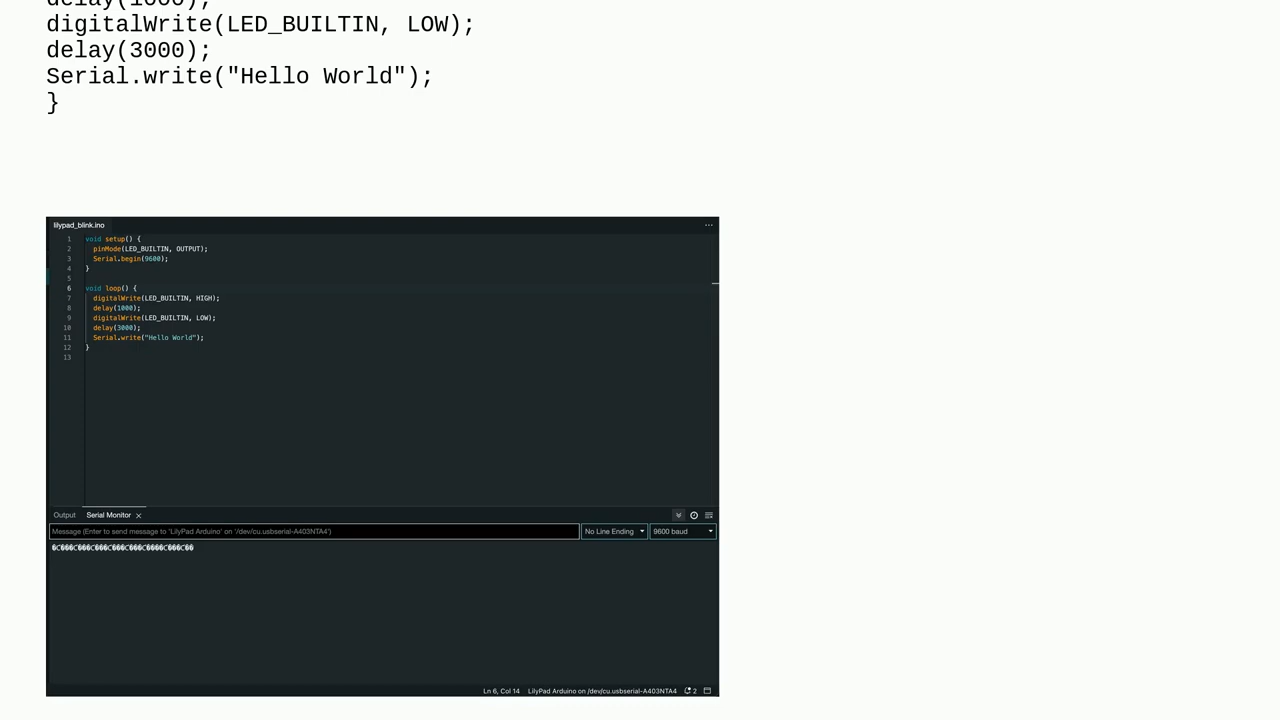 delay(1000);
digitalWrite(LED_BUILTIN, LOW);
delay(3000);
Serial.write("Hello World");
}
lilypad_blink.ino
1 void setup() {
2 pinMode(LED_BUILTIN, OUTPUT);
3 Serial.begin(9600);
4 }
5
6 void loop() {
7 digitalWrite(LED_BUILTIN, HIGH);
8 delay(1000);
9 digitalWrite(LED_BUILTIN, LOW);
10 delay(3000);
11 Serial.write("Hello World");
12 }
13
Output Serial Monitor
Message (Enter to send message to 'LilyPad Arduino' on '/dev/cu.usbserial-A403NTA4')
No Line Ending 9600 baud
Ln 6, Col 14 LilyPad Arduino on /dev/cu.usbserial-A403NTA4 2